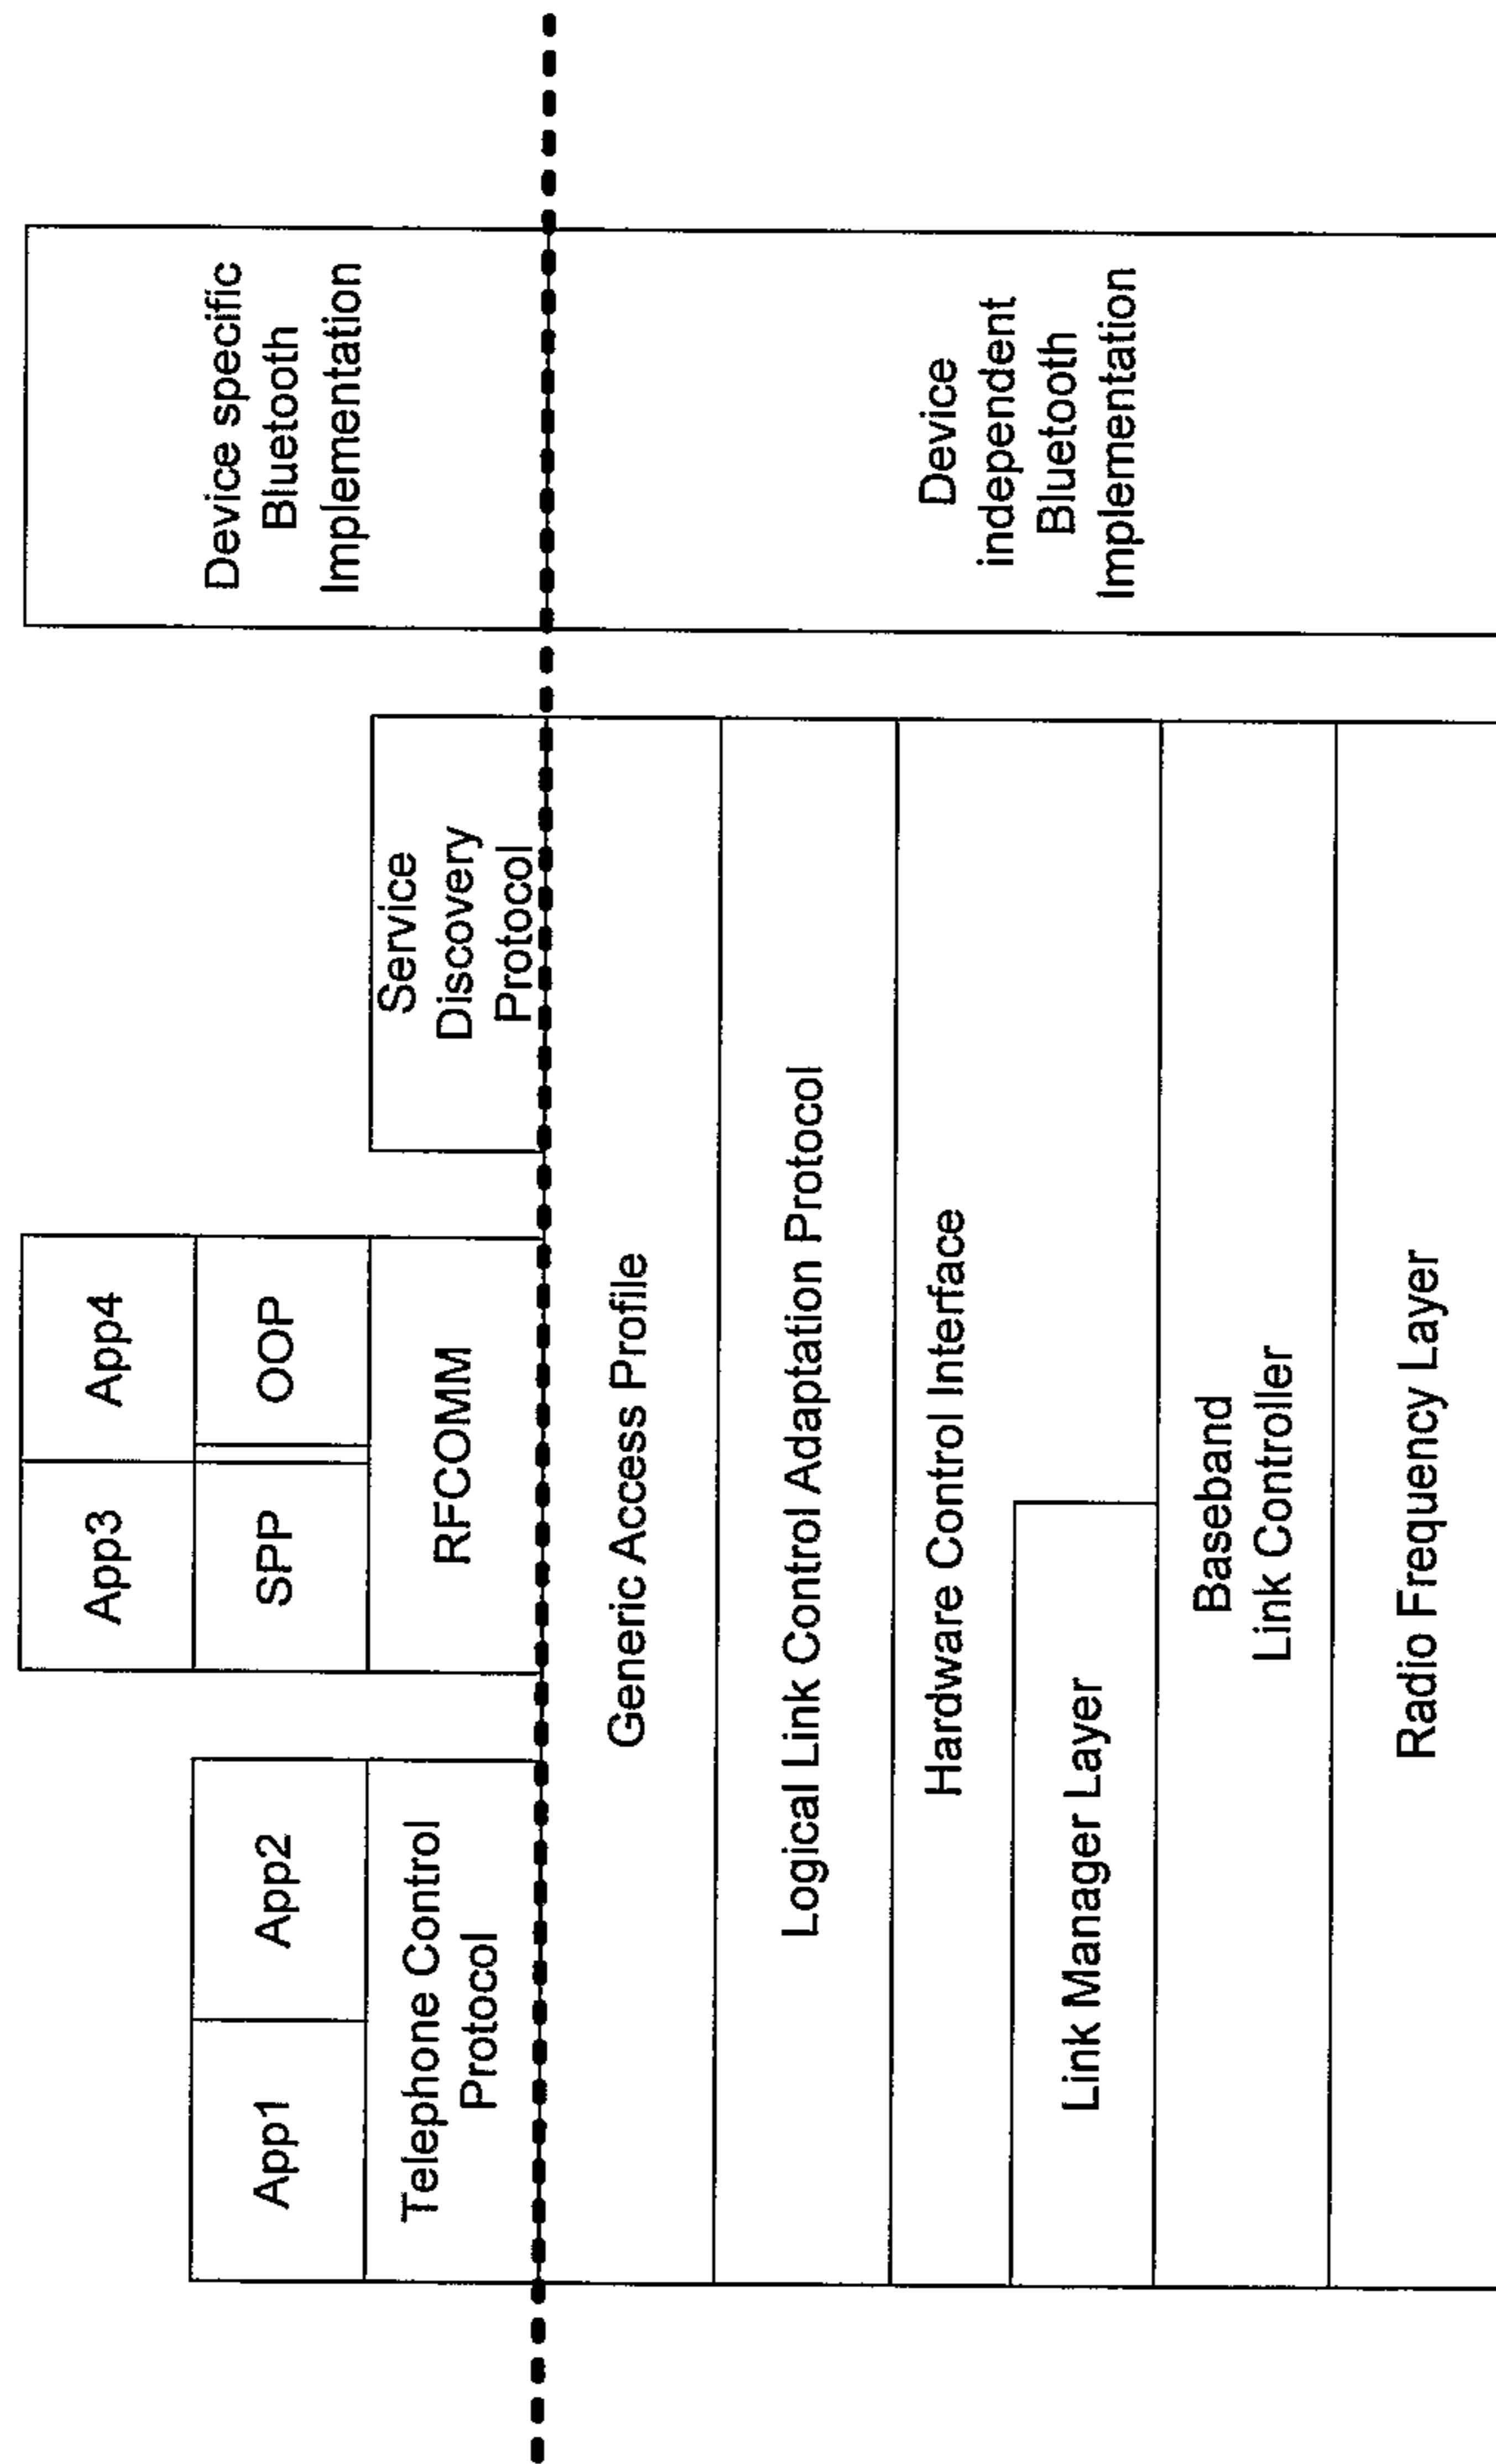 App3
App4
Device specific
Bluetooth
Implementation
App1
App2
SPP
OOP
Telephone Control
Protocol
RFCOMM
Service
Discovery
Protocol
Generic Access Profile
Device
independent
Bluetooth
Implementation
Logical Link Control Adaptation Protocol
Hardware Control Interface
Link Manager Layer
Baseband
Link Controller
Radio Frequency Layer